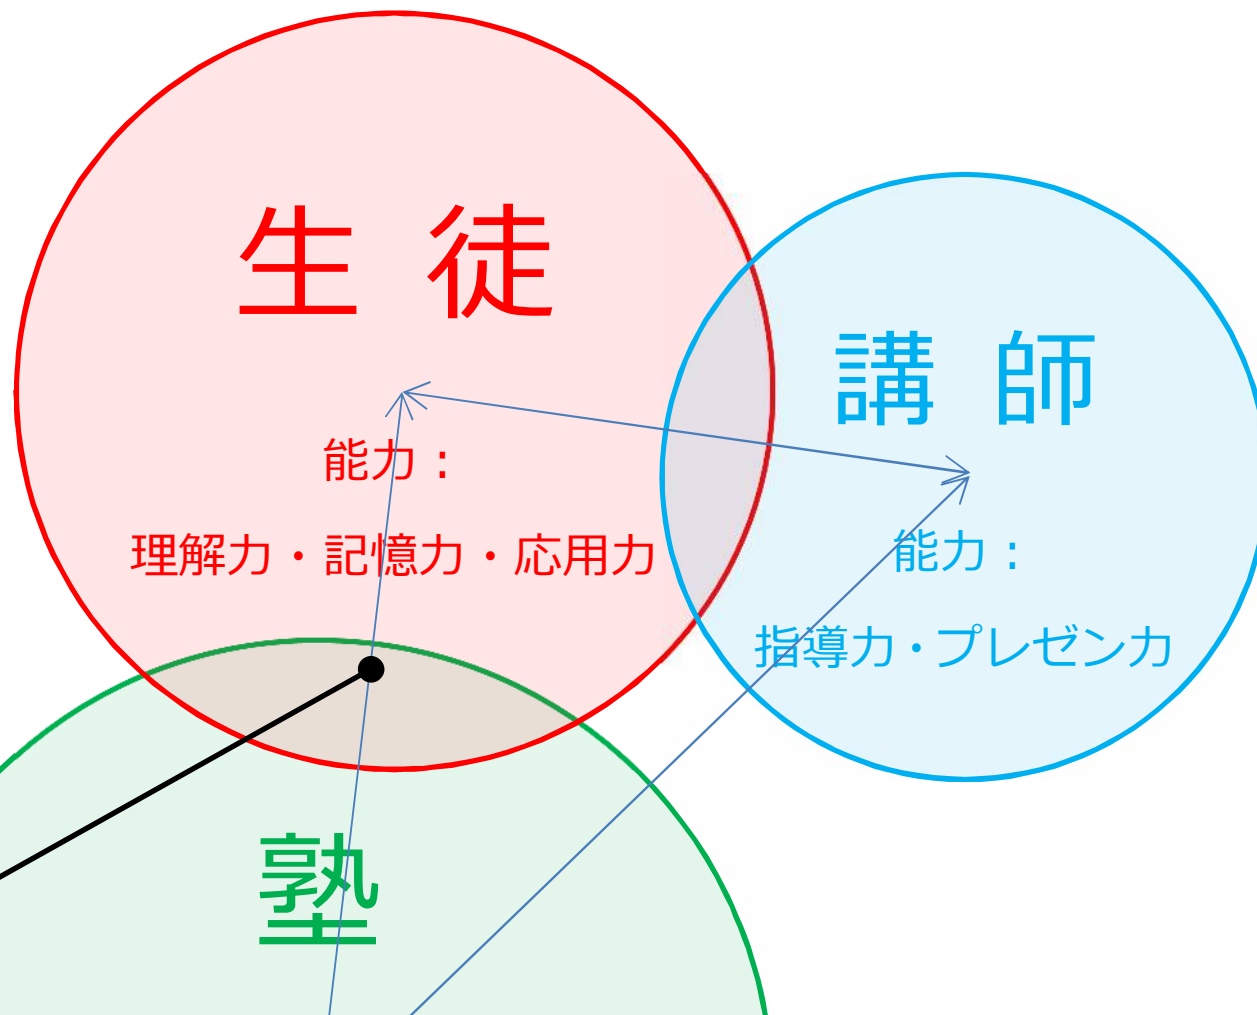 生徒
能力：
理解力・記憶力・応用力
講師
能力：
指導力・プレゼン力
塾